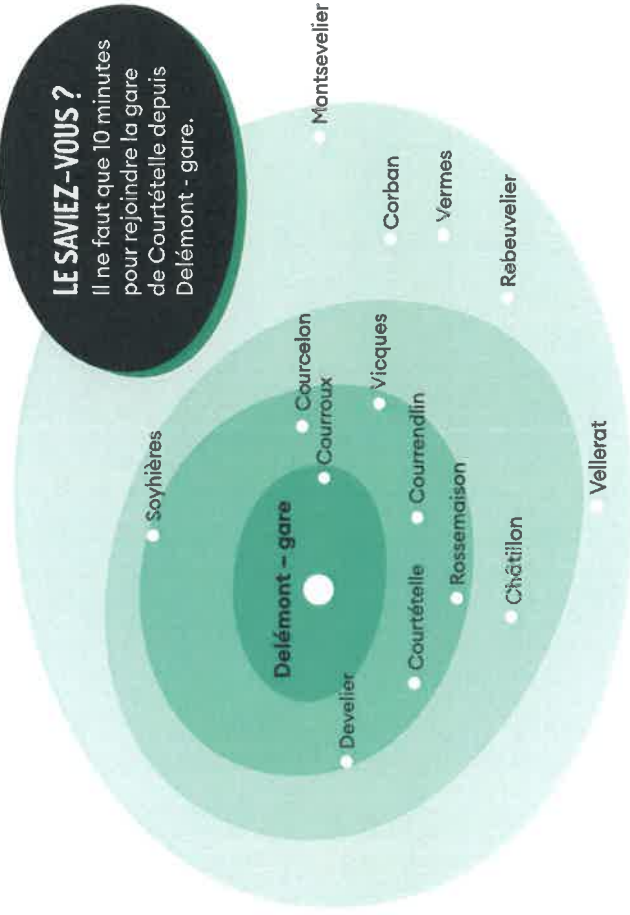 LE SAVIEZ-VOUS ?
Il ne faut que 10 minutes
pour rejoindre la gare
de Courtételle depuis
Delémont - gare.
Soyhières
Montsevelier
Courcelon
Delémont - gare
Courroux
Develier
Vicques
Corban
Courtételle
Courrendlin
Vermes
Rossemaison
Châtillon
Rebeuvelier
Vellerat